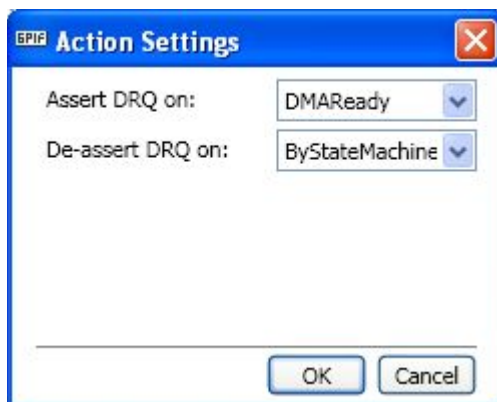 GPIF Action Settings
Assert DRQ on: DMAReady
De-assert DRQ on: ByStateMachine
OK Cancel